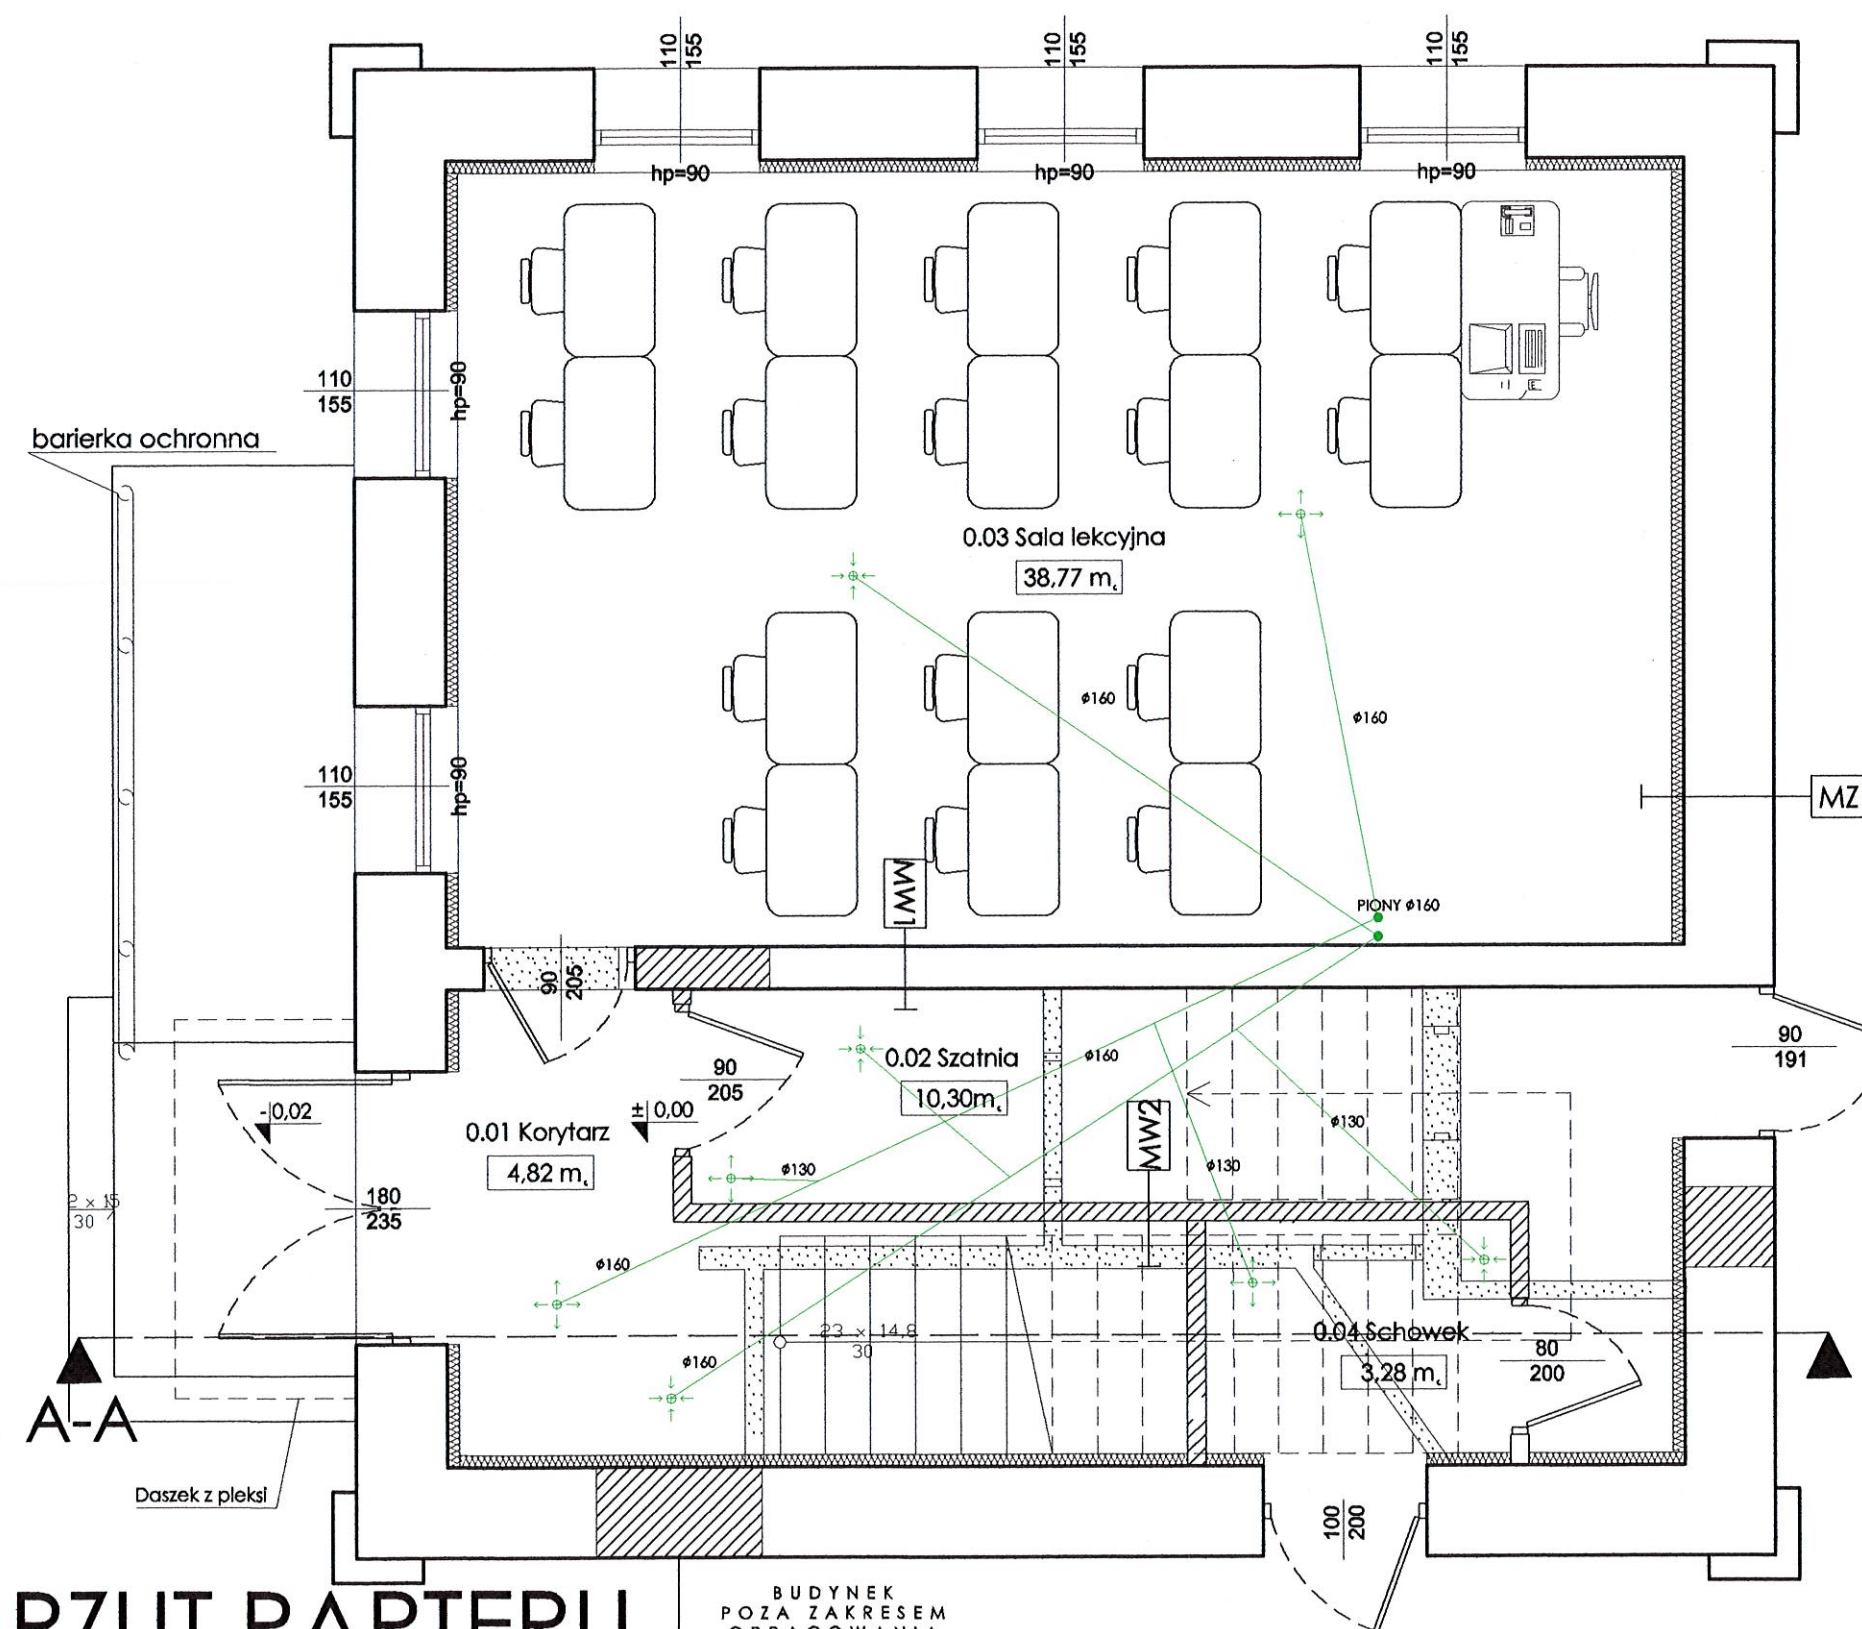 110
155
110
155
110
155
hp=90
hp=90
hp=90
110
155
hp=90
barierka ochronna
0.03 Sala lekcyjna
38,77 m
ø160
ø160
110
155
hp=90
MZ
1MW
PIONY ø160
90
205
90
191
0.02 Szatnia
10,30m
ø160
90
205
-0,02
±0,00
0.01 Korytarz
4,82 m
MW2
ø130
ø130
ø130
180
235
2 x 15
30
ø160
23 x 14,8
30
0.04 Schowek
3,28 m
80
200
ø160
A-A
Daszek z pleksi
100
200
RZUT PARTERU
BUDYNEK
POZA ZAKRESEM
OPRACOWANIA